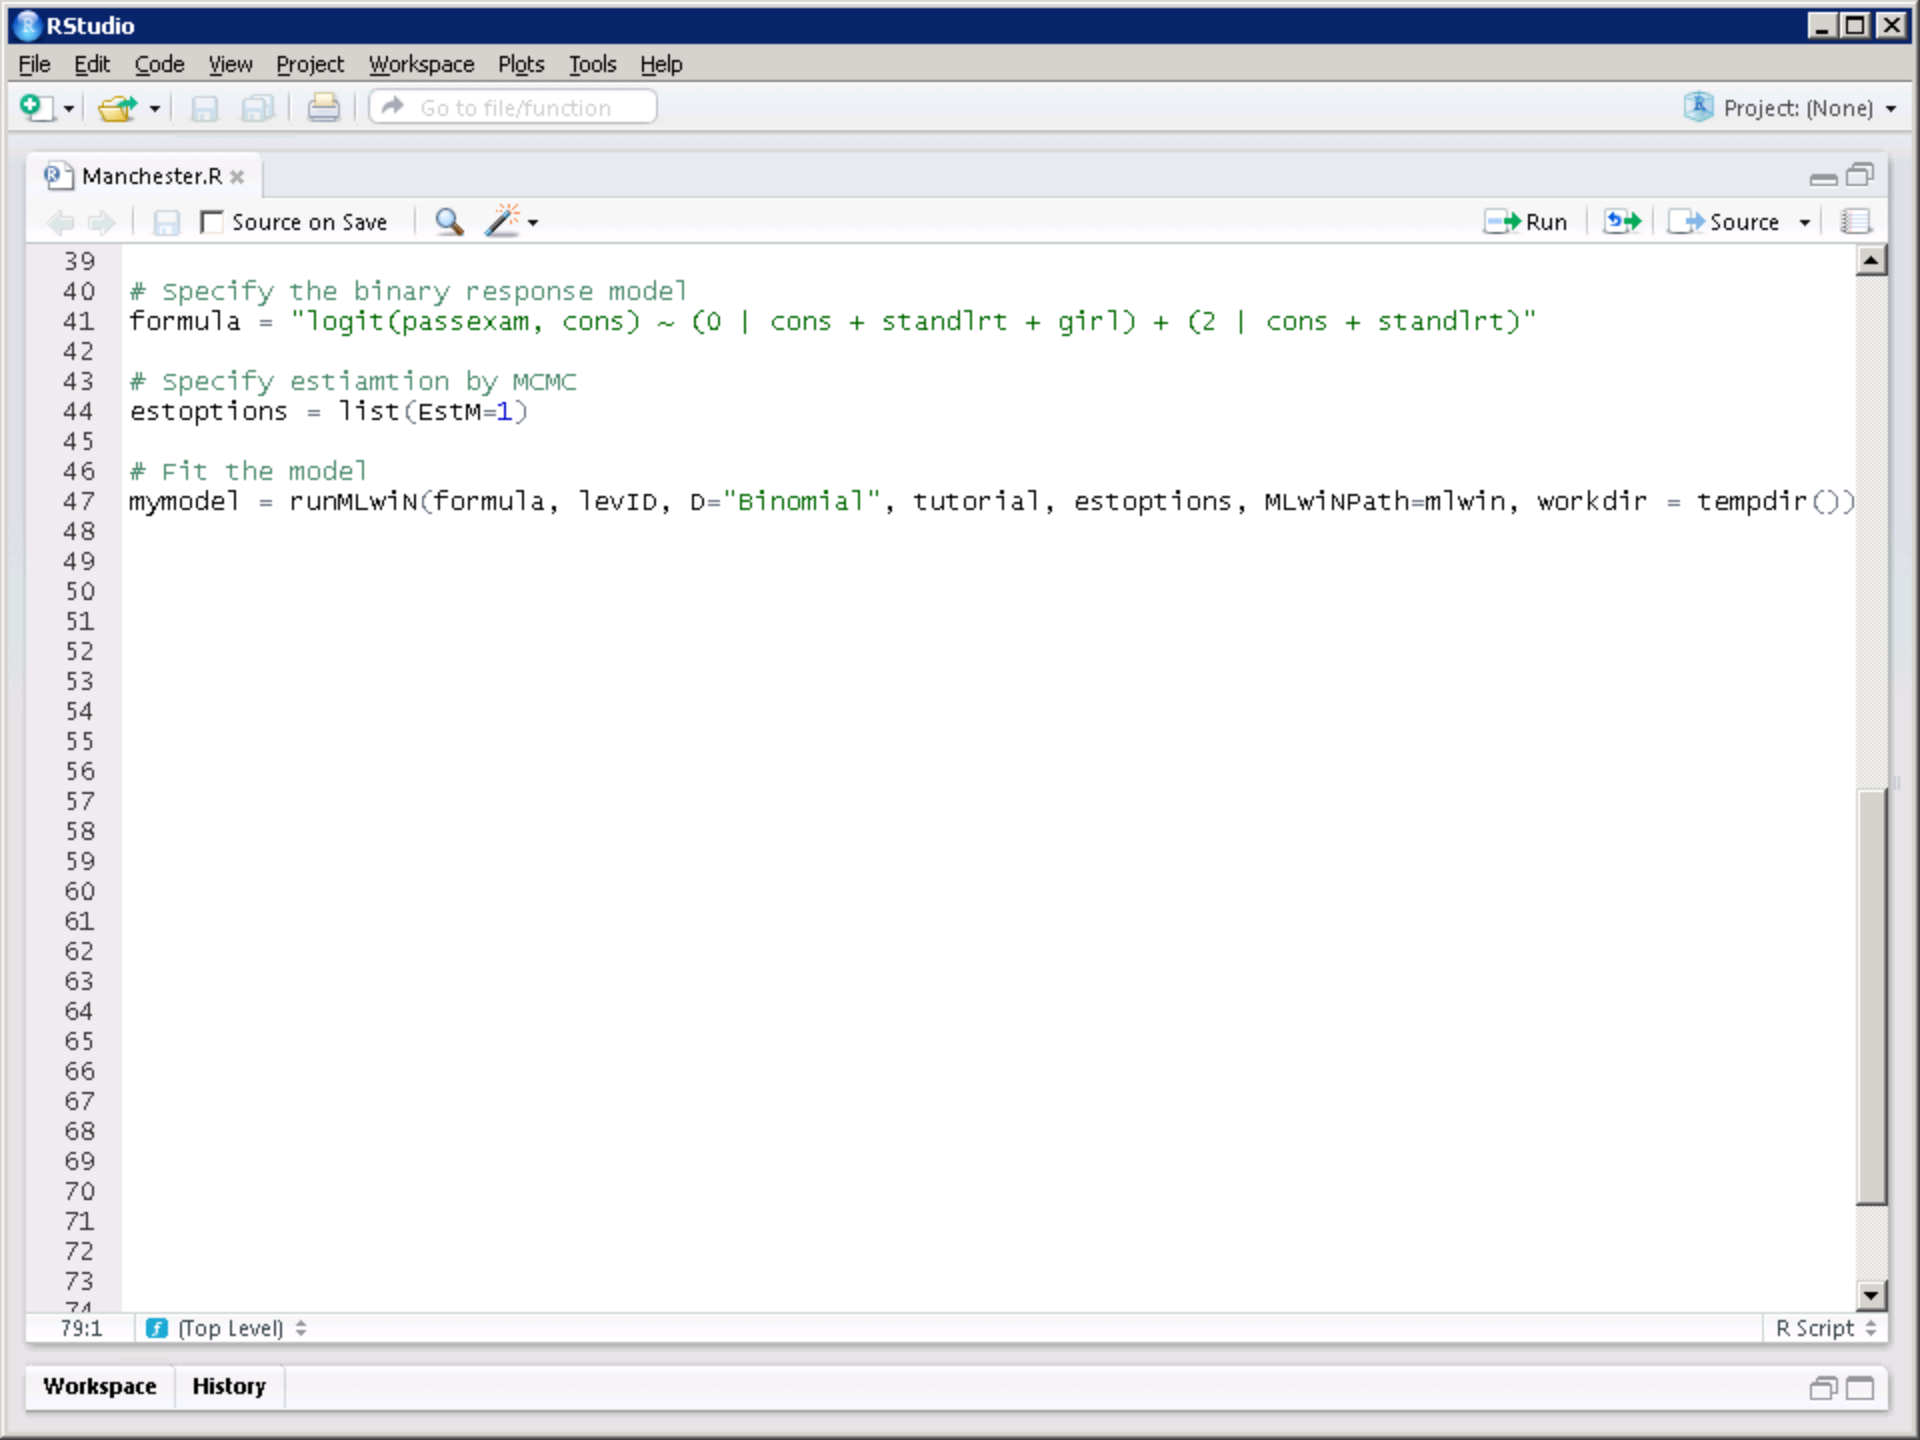 RStudio
File Edit Code View Project Workspace Plots Tools Help
Go to file/function Project: (None)
Manchester.R
Source on Save Run Source
39
40 # Specify the binary response model
41 formula = "logit(passexam, cons) ~ (0 | cons + standlrt + girl) + (2 | cons + standlrt)"
42
43 # Specify estiamtion by MCMC
44 estoptions = list(EstM=1)
45
46 # Fit the model
47 mymodel = runMLwiN(formula, levID, D="Binomial", tutorial, estoptions, MLwiNPath=mlwin, workdir = tempdir())
48
49
50
51
52
53
54
55
56
57
58
59
60
61
62
63
64
65
66
67
68
69
70
71
72
73
74
79:1 (Top Level) R Script
Workspace History